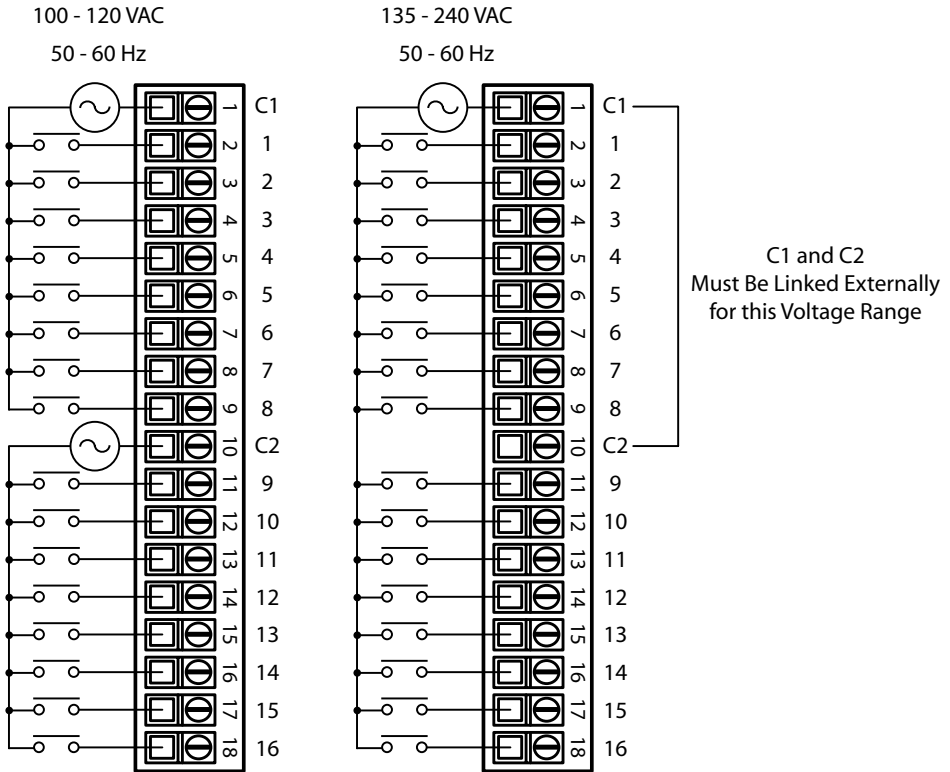 100 - 120 VAC
50 - 60 Hz
1 C1
2 1
3 2
4 3
5 4
6 5
7 6
8 7
9 8
10 C2
11 9
12 10
13 11
14 12
15 13
16 14
17 15
18 16
135 - 240 VAC
50 - 60 Hz
1 C1
2 1
3 2
4 3
5 4
6 5
7 6
8 7
9 8
10 C2
11 9
12 10
13 11
14 12
15 13
16 14
17 15
18 16
C1 and C2
Must Be Linked Externally
for this Voltage Range